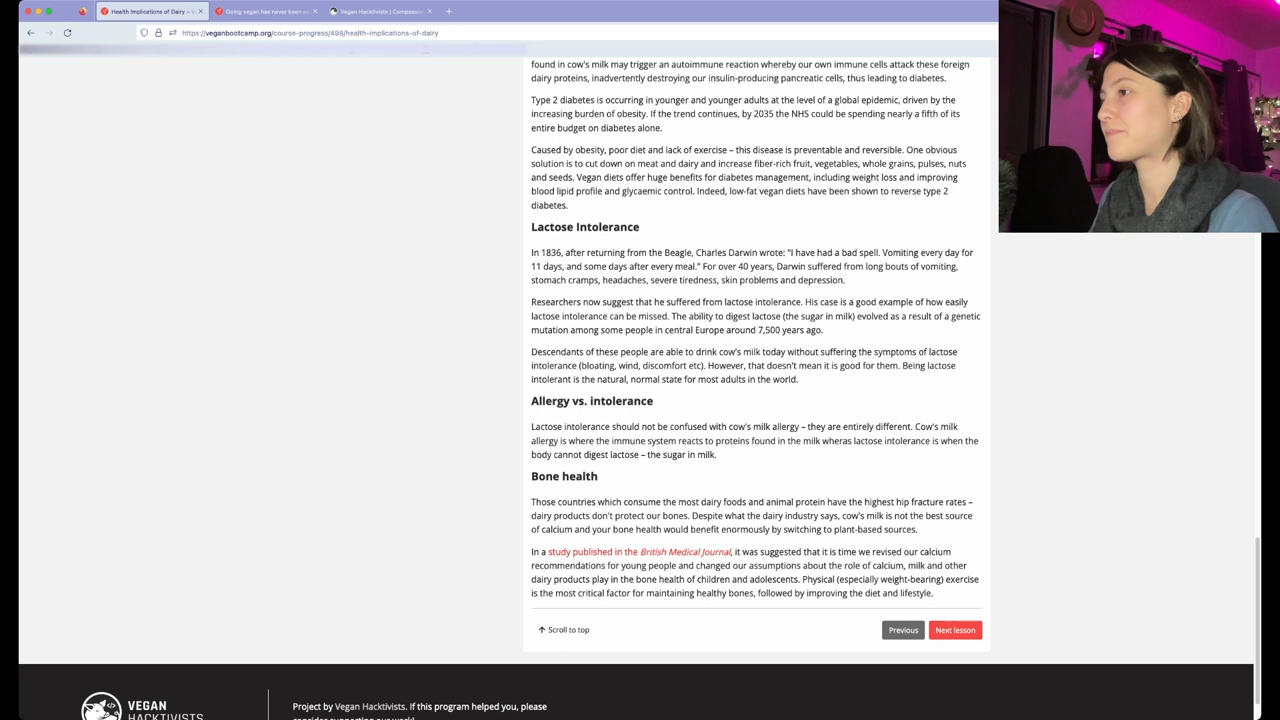 Health Implications of Dairy – V
Going vegan has never been e
Vegan Hacktivists | Compassio
https://veganbootcamp.org/course-progress/498/health-implications-of-dairy
found in cow's milk may trigger an autoimmune reaction whereby our own immune cells attack these foreign
dairy proteins, inadvertently destroying our insulin-producing pancreatic cells, thus leading to diabetes.
Type 2 diabetes is occurring in younger and younger adults at the level of a global epidemic, driven by the
increasing burden of obesity. If the trend continues, by 2035 the NHS could be spending nearly a fifth of its
entire budget on diabetes alone.
Caused by obesity, poor diet and lack of exercise – this disease is preventable and reversible. One obvious
solution is to cut down on meat and dairy and increase fiber-rich fruit, vegetables, whole grains, pulses, nuts
and seeds. Vegan diets offer huge benefits for diabetes management, including weight loss and improving
blood lipid profile and glycaemic control. Indeed, low-fat vegan diets have been shown to reverse type 2
diabetes.
Lactose Intolerance
In 1836, after returning from the Beagle, Charles Darwin wrote: "I have had a bad spell. Vomiting every day for
11 days, and some days after every meal." For over 40 years, Darwin suffered from long bouts of vomiting,
stomach cramps, headaches, severe tiredness, skin problems and depression.
Researchers now suggest that he suffered from lactose intolerance. His case is a good example of how easily
lactose intolerance can be missed. The ability to digest lactose (the sugar in milk) evolved as a result of a genetic
mutation among some people in central Europe around 7,500 years ago.
Descendants of these people are able to drink cow's milk today without suffering the symptoms of lactose
intolerance (bloating, wind, discomfort etc). However, that doesn't mean it is good for them. Being lactose
intolerant is the natural, normal state for most adults in the world.
Allergy vs. intolerance
Lactose intolerance should not be confused with cow's milk allergy – they are entirely different. Cow's milk
allergy is where the immune system reacts to proteins found in the milk wheras lactose intolerance is when the
body cannot digest lactose – the sugar in milk.
Bone health
Those countries which consume the most dairy foods and animal protein have the highest hip fracture rates –
dairy products don't protect our bones. Despite what the dairy industry says, cow's milk is not the best source
of calcium and your bone health would benefit enormously by switching to plant-based sources.
In a study published in the British Medical Journal, it was suggested that it is time we revised our calcium
recommendations for young people and changed our assumptions about the role of calcium, milk and other
dairy products play in the bone health of children and adolescents. Physical (especially weight-bearing) exercise
is the most critical factor for maintaining healthy bones, followed by improving the diet and lifestyle.
Scroll to top
Previous
Next lesson
VEGAN
HACKTIVISTS
Project by Vegan Hacktivists. If this program helped you, please
consider supporting our work!